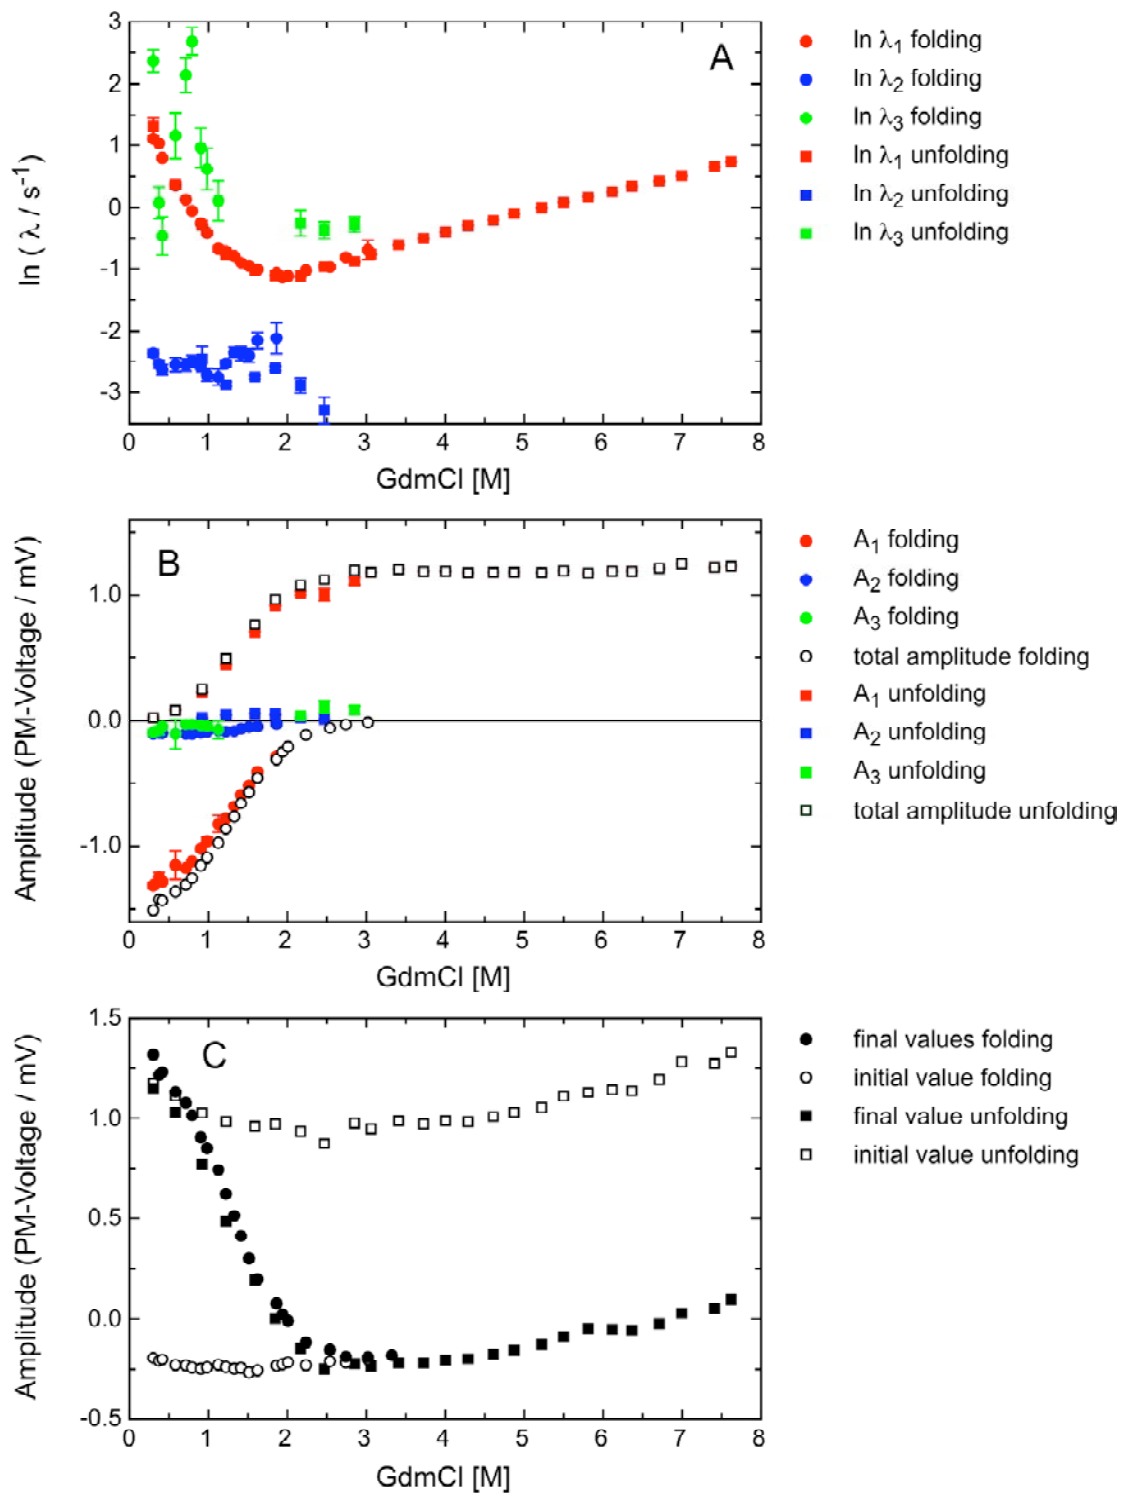 3
2
1
0
-1
-2
-3
ln ( λ / s-1)
A
0 1 2 3 4 5 6 7 8
GdmCl [M]
ln λ1 folding
ln λ2 folding
ln λ3 folding
ln λ1 unfolding
ln λ2 unfolding
ln λ3 unfolding
1.0
0.0
-1.0
Amplitude (PM-Voltage / mV)
B
0 1 2 3 4 5 6 7 8
GdmCl [M]
A1 folding
A2 folding
A3 folding
total amplitude folding
A1 unfolding
A2 unfolding
A3 unfolding
total amplitude unfolding
1.5
1.0
0.5
0.0
-0.5
Amplitude (PM-Voltage / mV)
C
0 1 2 3 4 5 6 7 8
GdmCl [M]
final values folding
initial value folding
final value unfolding
initial value unfolding